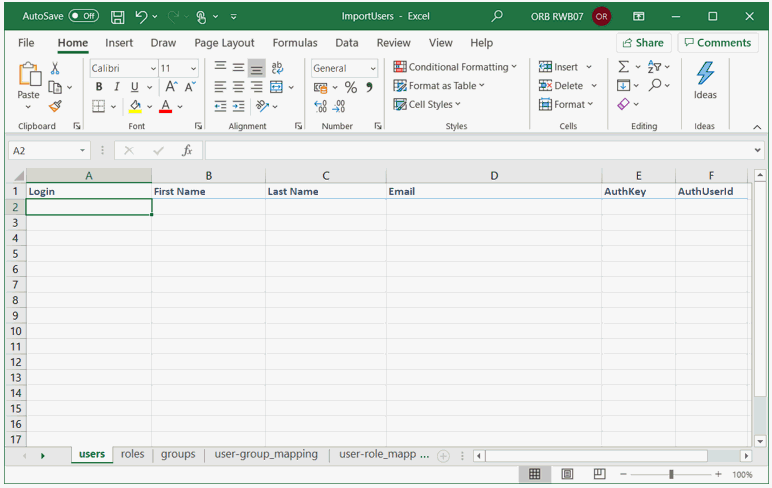 AutoSave Off ImportUsers - Excel ORB RWB07 OR
File Home Insert Draw Page Layout Formulas Data Review View Help Share Comments
Paste
Calibri 11
B I U A A
A
ab
General
% 9
.00
.00
Conditional Formatting
Format as Table
Cell Styles
Insert
Delete
Format
Ideas
Clipboard Font Alignment Number Styles Cells Editing Ideas
A2 fx
A B C D E F
1 Login First Name Last Name Email AuthKey AuthUserId
2
3
4
5
6
7
8
9
10
11
12
13
14
15
16
17
users roles groups user-group_mapping user-role_mapp ...
100%